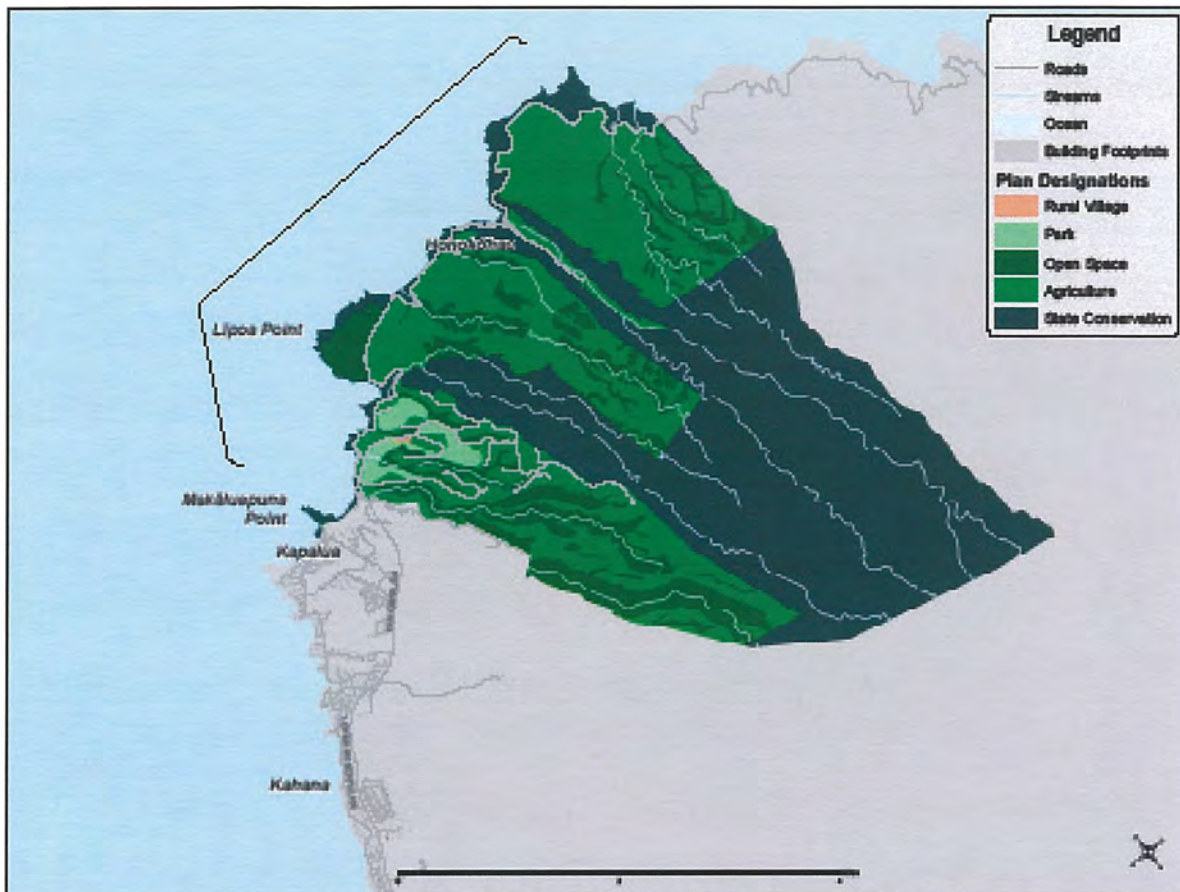 Legend
Roads
Streams
Ocean
Building Footprints
Plan Designations
Rural Village
Park
Open Space
Agriculture
State Conservation
Lipoa Point
Makāluapuna
Point
Kapalua
Kahana